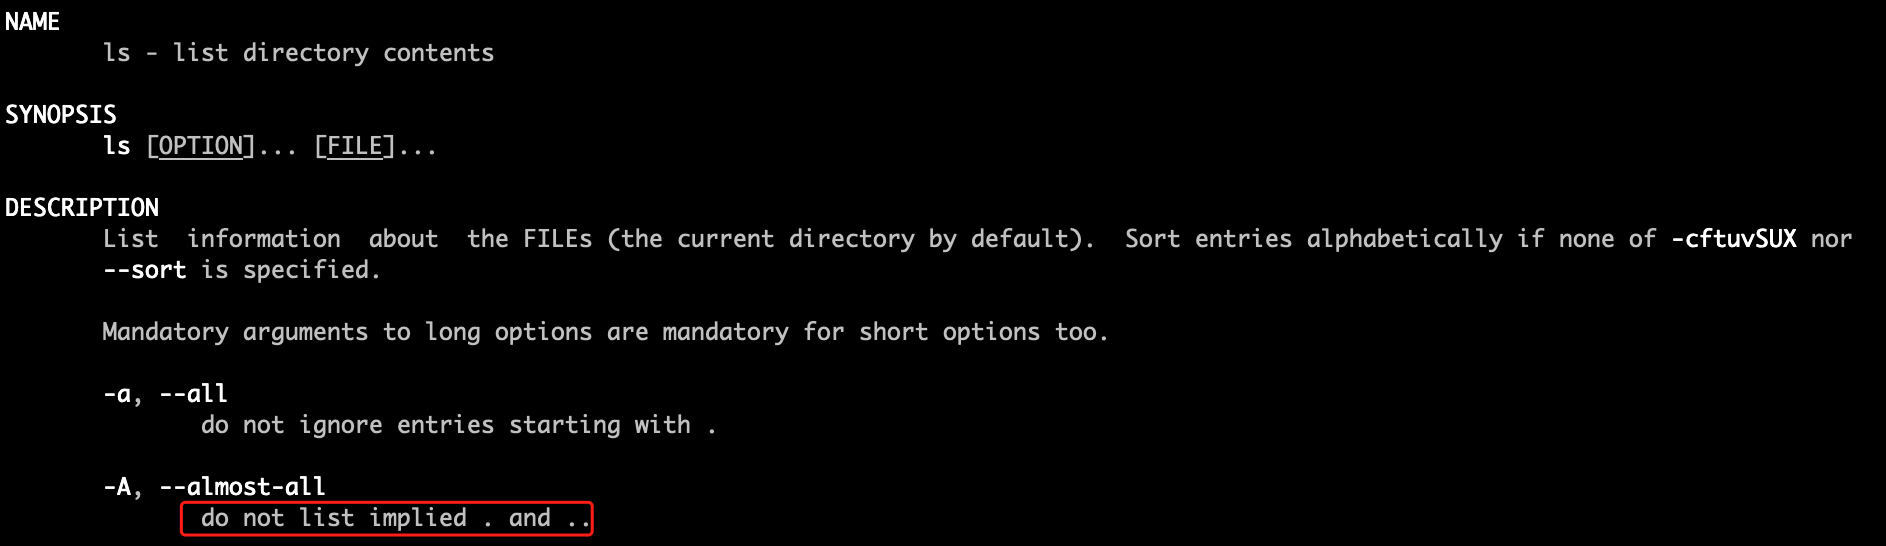 NAME
ls - list directory contents
SYNOPSIS
ls [OPTION]... [FILE]...
DESCRIPTION
List  information  about  the FILEs (the current directory by default).  Sort entries alphabetically if none of -cftuvSUX nor
--sort is specified.
Mandatory arguments to long options are mandatory for short options too.
-a, --all
do not ignore entries starting with .
-A, --almost-all
do not list implied . and ..